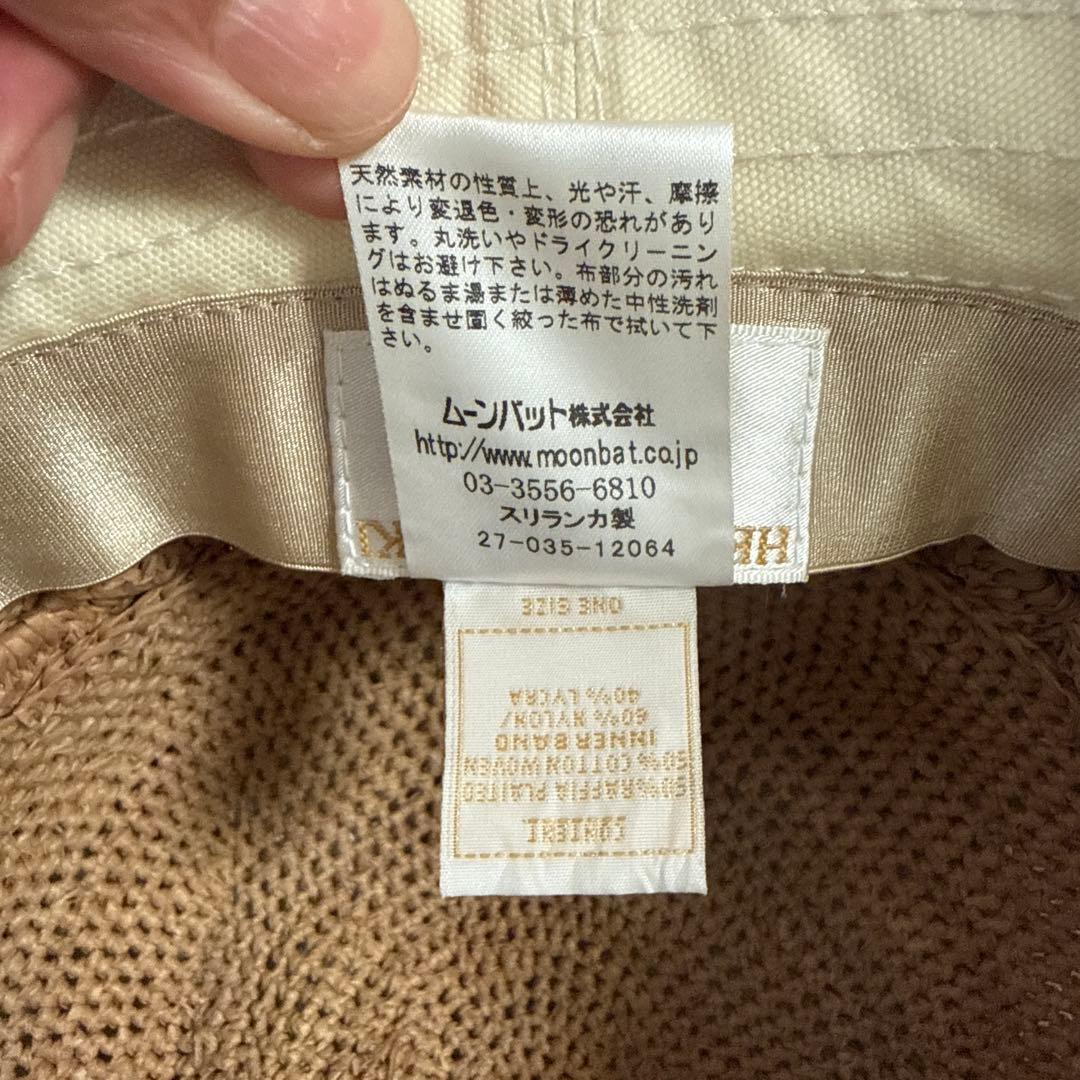 天然素材の性質上、光や汗、摩擦
により変退色・変形の恐れがあり
ます。丸洗いやドライクリーニン
グはお避け下さい。布部分の汚れ
はぬるま湯または薄めた中性洗剤
を含ませ固く絞った布で拭いて下
さい。
ムーンバット株式会社
http://www.moonbat.co.jp
03-3556-6810
スリランカ製
27-035-12064
ONE SIZE
40% LYCRA
60% NYLON/
INNER BAND
50% COTTON WOVEN
50% RAFFIA PLAITED